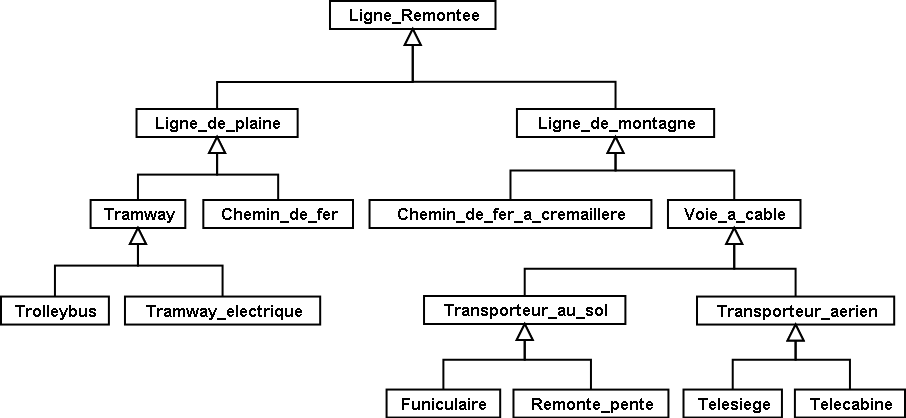 Ligne_Remontee
Ligne_de_plaine
Ligne_de_montagne
Tramway
Chemin_de_fer
Chemin_de_fer_a_cremaillere
Voie_a_cable
Trolleybus
Tramway_electrique
Transporteur_au_sol
Transporteur_aerien
Funiculaire
Remonte_pente
Telesiege
Telecabine